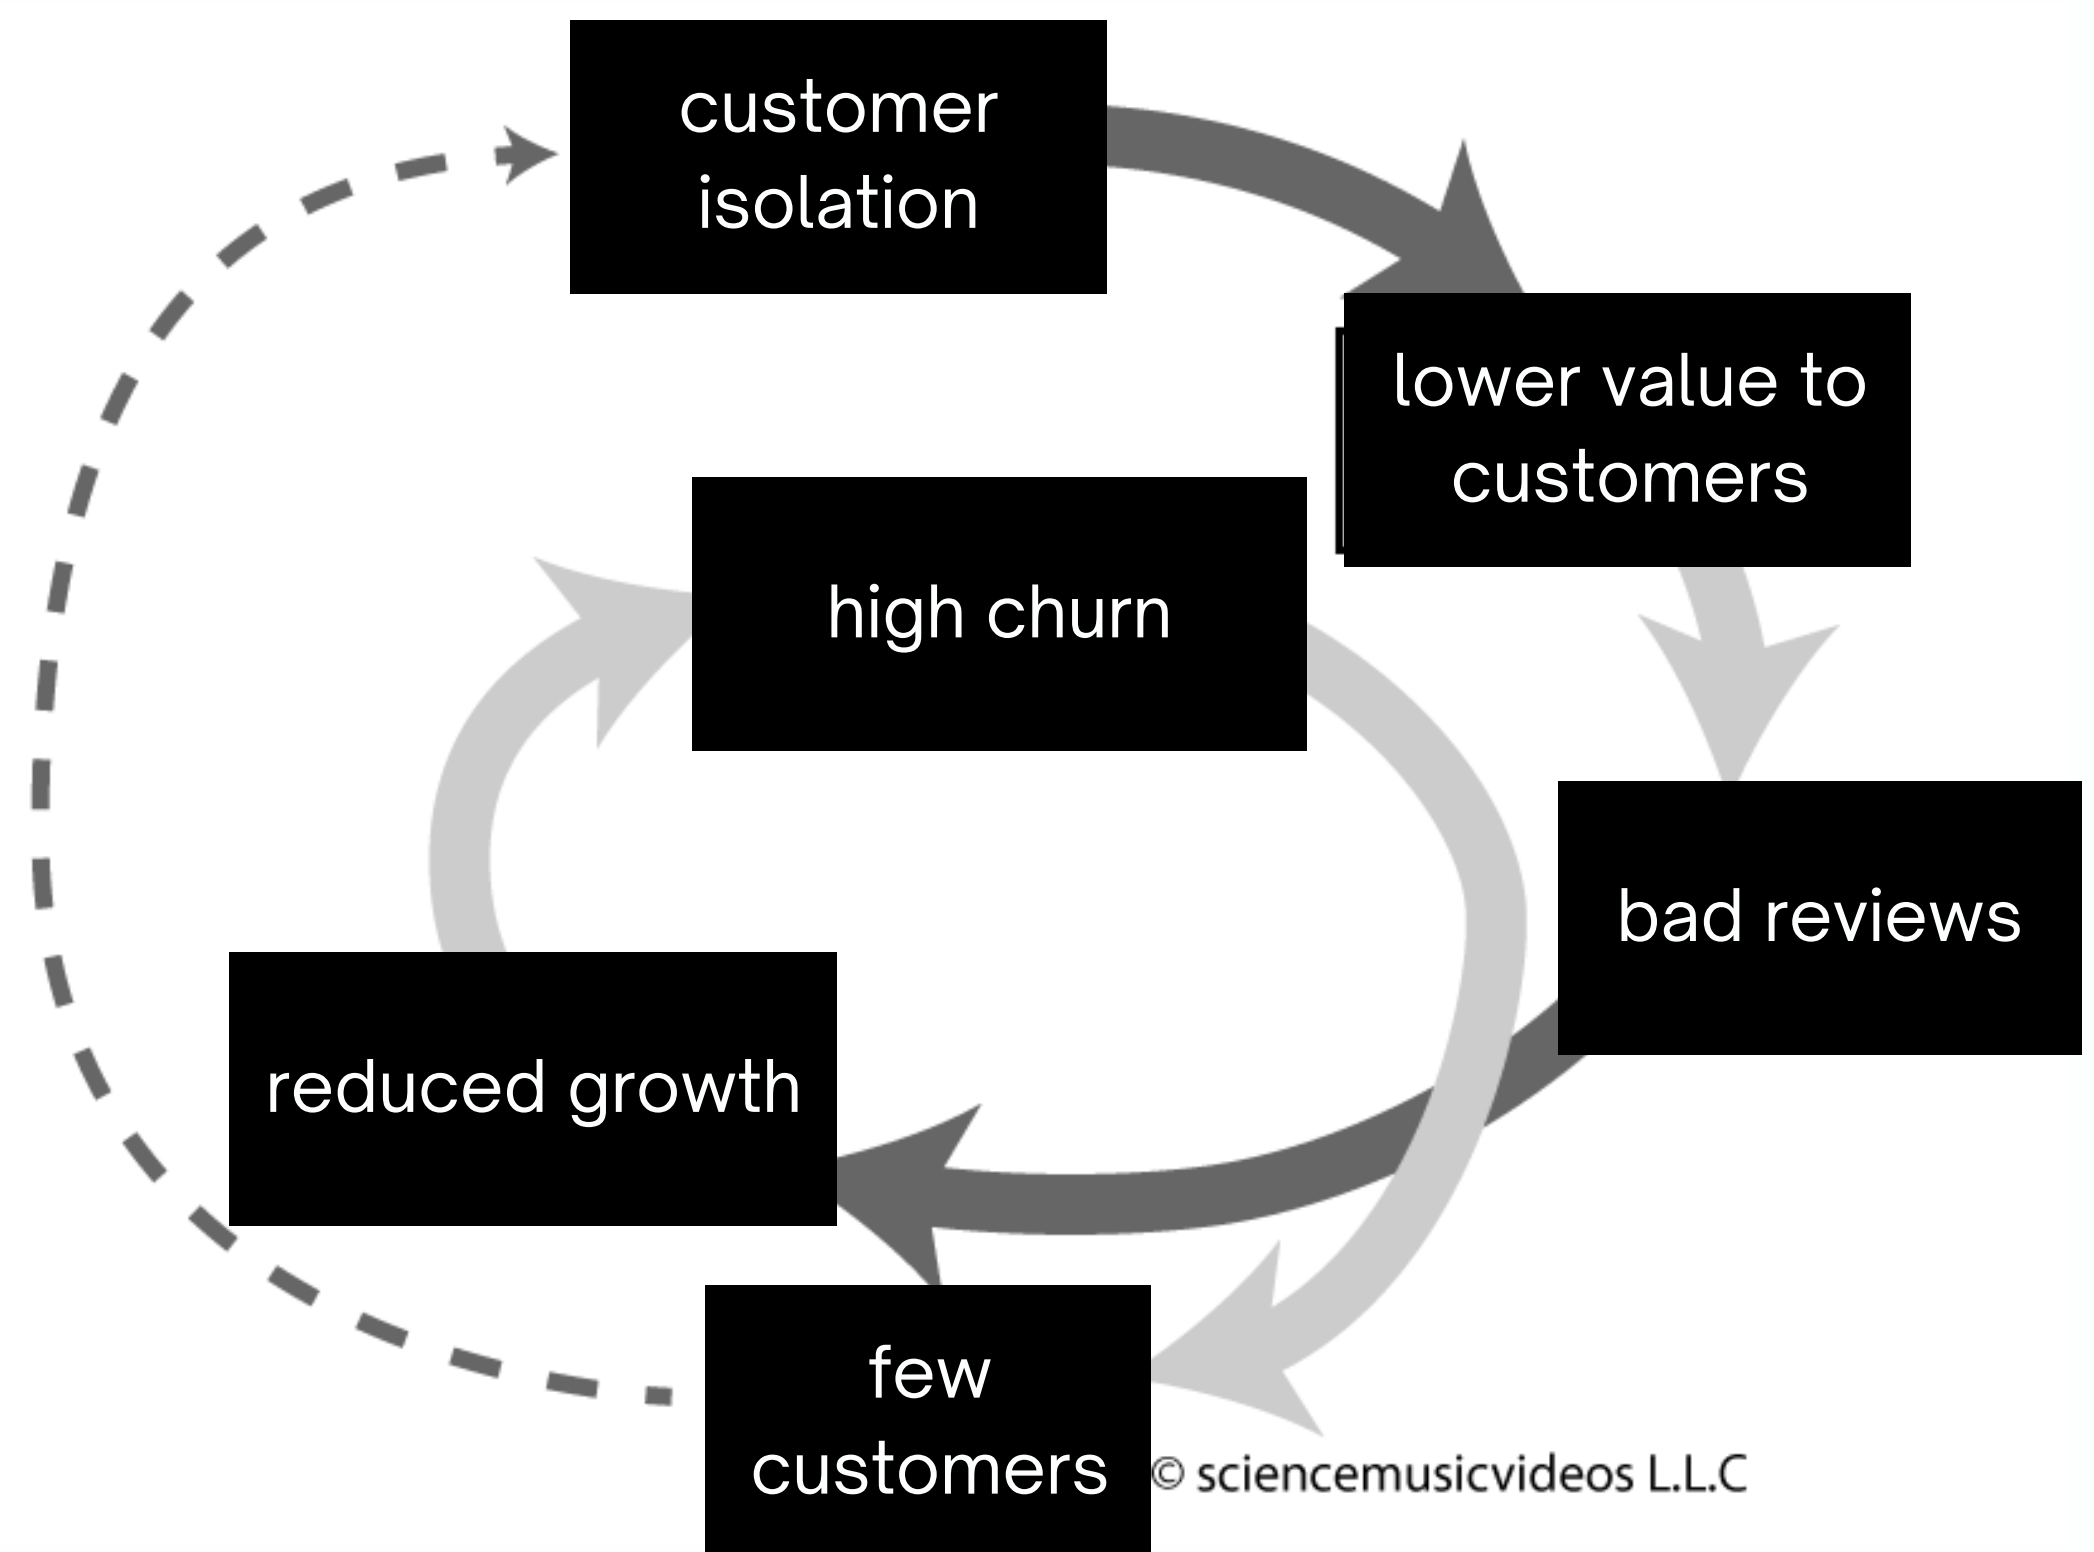 customer
isolation
lower value to
customers
high churn
bad reviews
reduced growth
few
customers
© sciencemusicvideos L.L.C